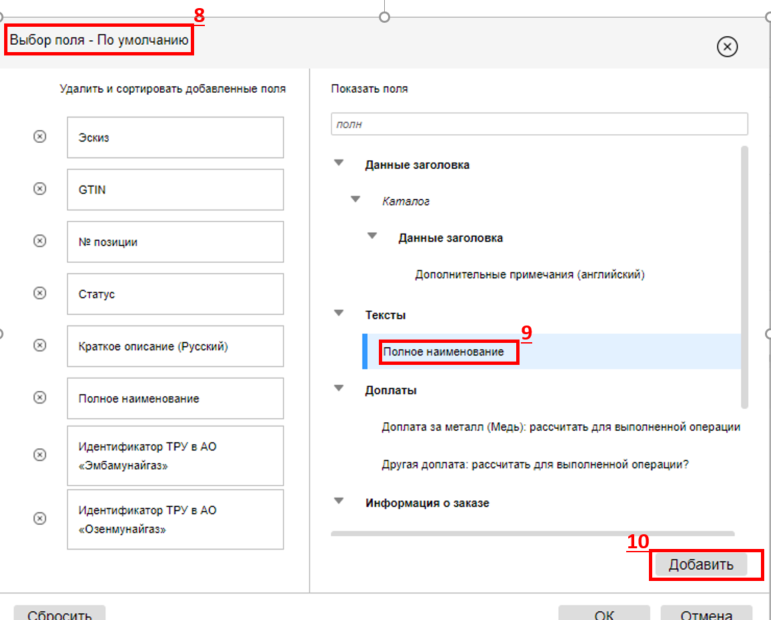 8
Выбор поля - По умолчанию
Удалить и сортировать добавленные поля
Эскиз
GTIN
№ позиции
Статус
Краткое описание (Русский)
Полное наименование
Идентификатор ТРУ в АО
«Эмбамунайгаз»
Идентификатор ТРУ в АО
«Озенмунайгаз»
Показать поля
полн
Данные заголовка
Каталог
Данные заголовка
Дополнительные примечания (английский)
Тексты
9
Полное наименование
Доплаты
Доплата за металл (Медь): рассчитать для выполненной операции
Другая доплата: рассчитать для выполненной операции?
Информация о заказе
10
Добавить
Сбросить
ОК
Отмена